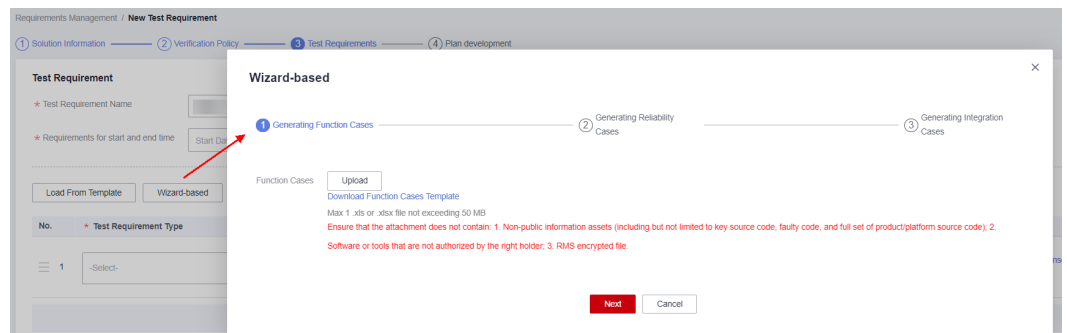 Requirements Management / New Test Requirement
1 Solution Information 2 Verification Policy 3 Test Requirements 4 Plan development
Test Requirement
* Test Requirement Name
* Requirements for start and end time Start Da
Load From Template Wizard-based
No. * Test Requirement Type
1 -Select-
Wizard-based
×
1 Generating Function Cases
2 Generating Reliability
Cases
3 Generating Integration
Cases
Function Cases Upload
Download Function Cases Template
Max 1 .xls or .xlsx file not exceeding 50 MB
Ensure that the attachment does not contain: 1. Non-public information assets (including but not limited to key source code, faulty code, and full set of product/platform source code); 2.
Software or tools that are not authorized by the right holder; 3. RMS encrypted file.
Next Cancel